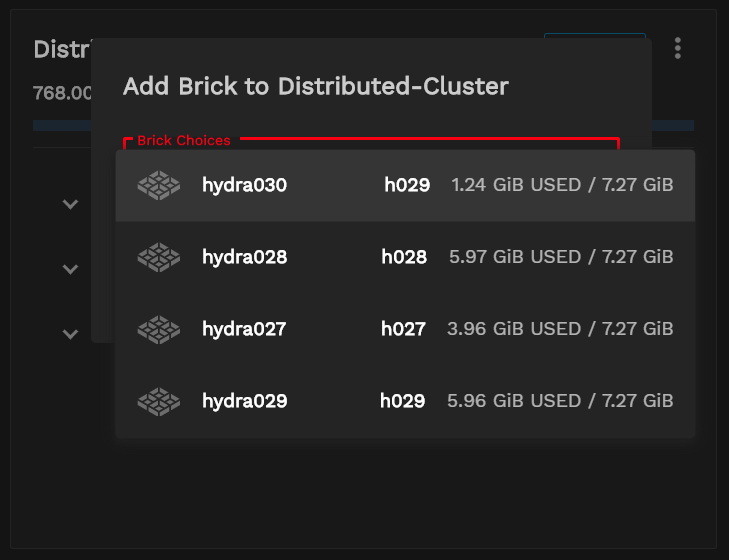 Distri
768.00
Add Brick to Distributed-Cluster
Brick Choices
hydra030 h029 1.24 GiB USED / 7.27 GiB
hydra028 h028 5.97 GiB USED / 7.27 GiB
hydra027 h027 3.96 GiB USED / 7.27 GiB
hydra029 h029 5.96 GiB USED / 7.27 GiB